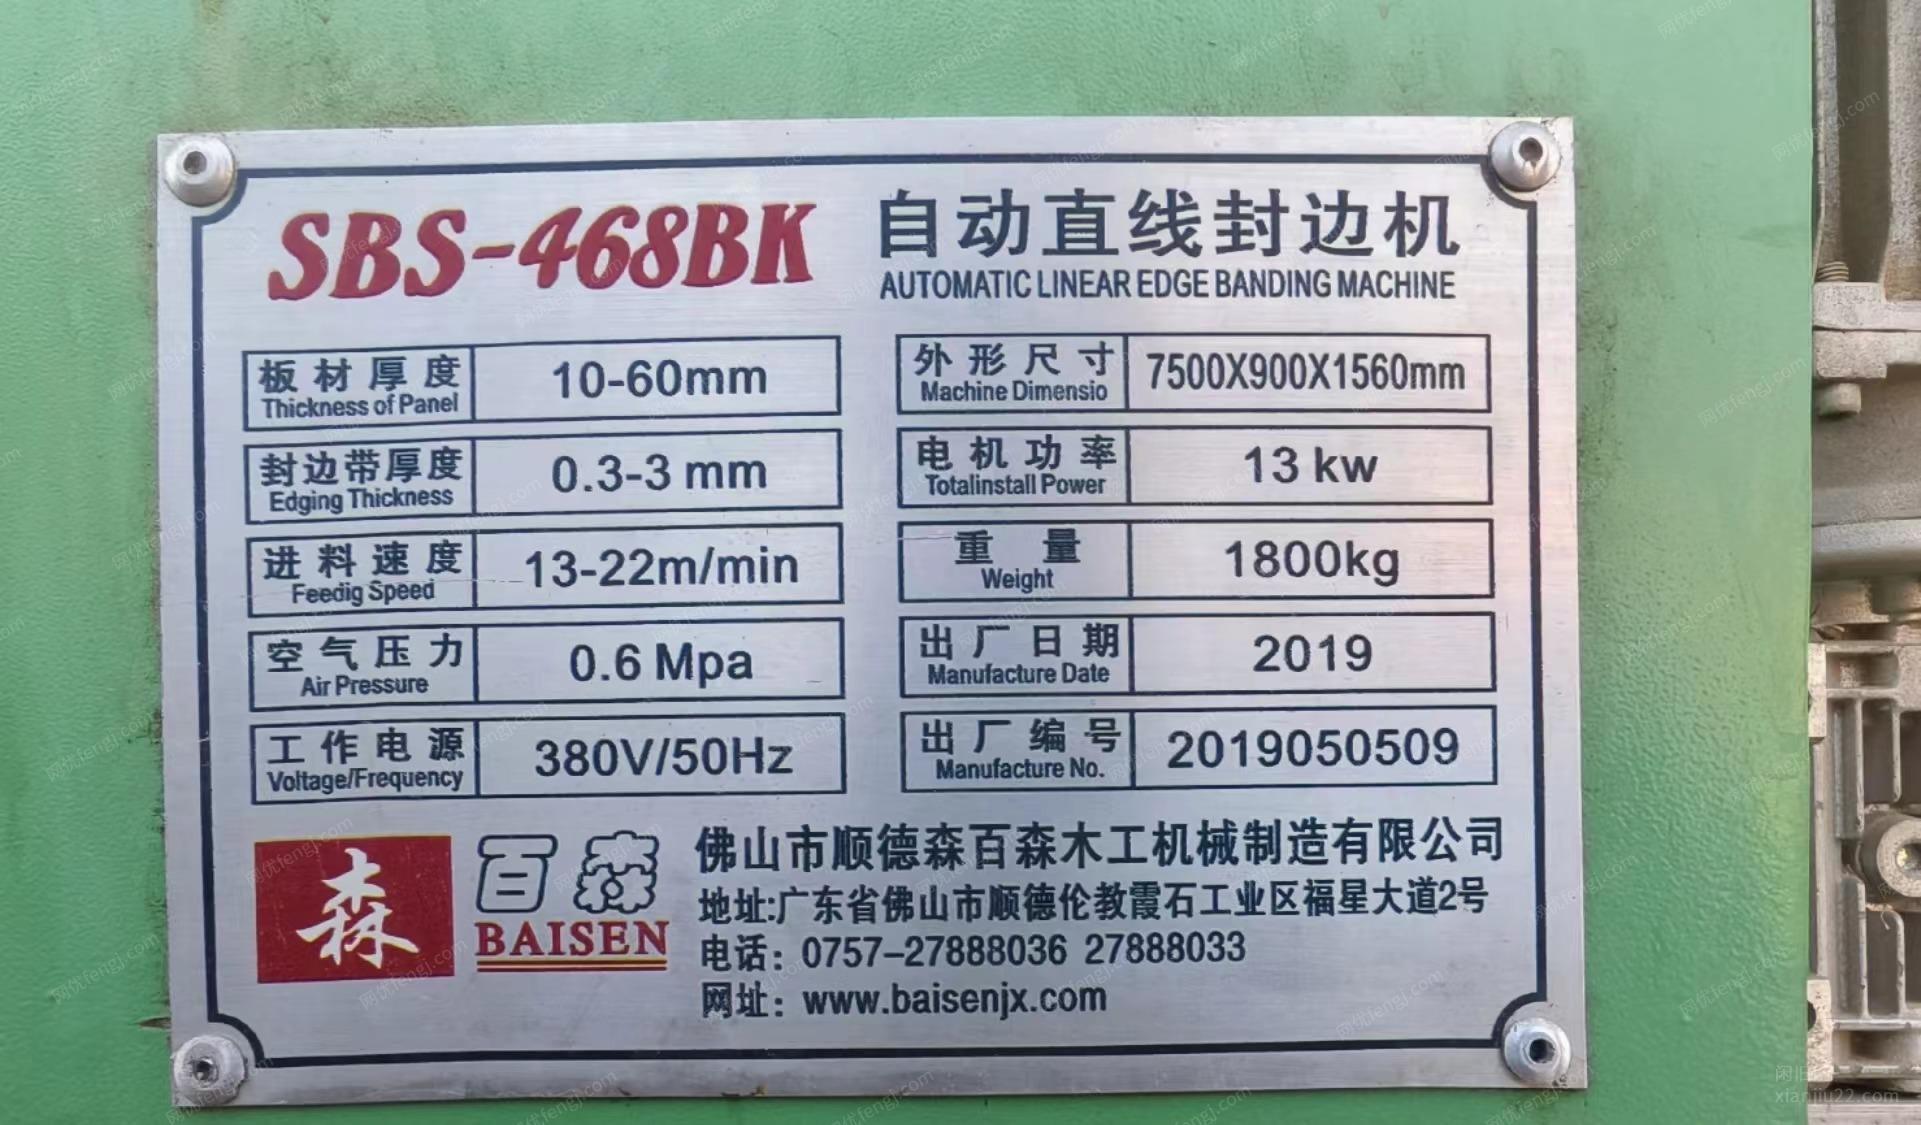 SBS-468BK 自动直线封边机
AUTOMATIC LINEAR EDGE BANDING MACHINE
板材厚度 10-60mm
Thickness of Panel
封边带厚度 0.3-3 mm
Edging Thickness
进料速度 13-22m/min
Feedig Speed
空气压力 0.6 Mpa
Air Pressure
工作电源 380V/50Hz
Voltage/Frequency
外形尺寸 7500X900X1560mm
Machine Dimensio
电机功率 13 kw
Totalinstall Power
重量 1800kg
Weight
出厂日期 2019
Manufacture Date
出厂编号 2019050509
Manufacture No.
森
百森
BAISEN
佛山市顺德森百森木工机械制造有限公司
地址:广东省佛山市顺德伦教霞石工业区福星大道2号
电话：0757-27888036 27888033
网址：www.baisenjx.com
闲旧
xianjiu22.com